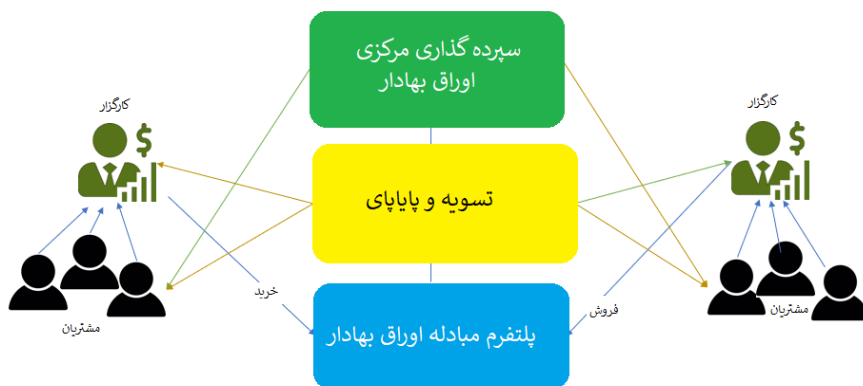 سپرده گذاری مرکزی
اوراق بهادار
کارگزار
کارگزار
تسویه و پایاپای
خرید
فروش
مشتریان
مشتریان
پلتفرم مبادله اوراق بهادار